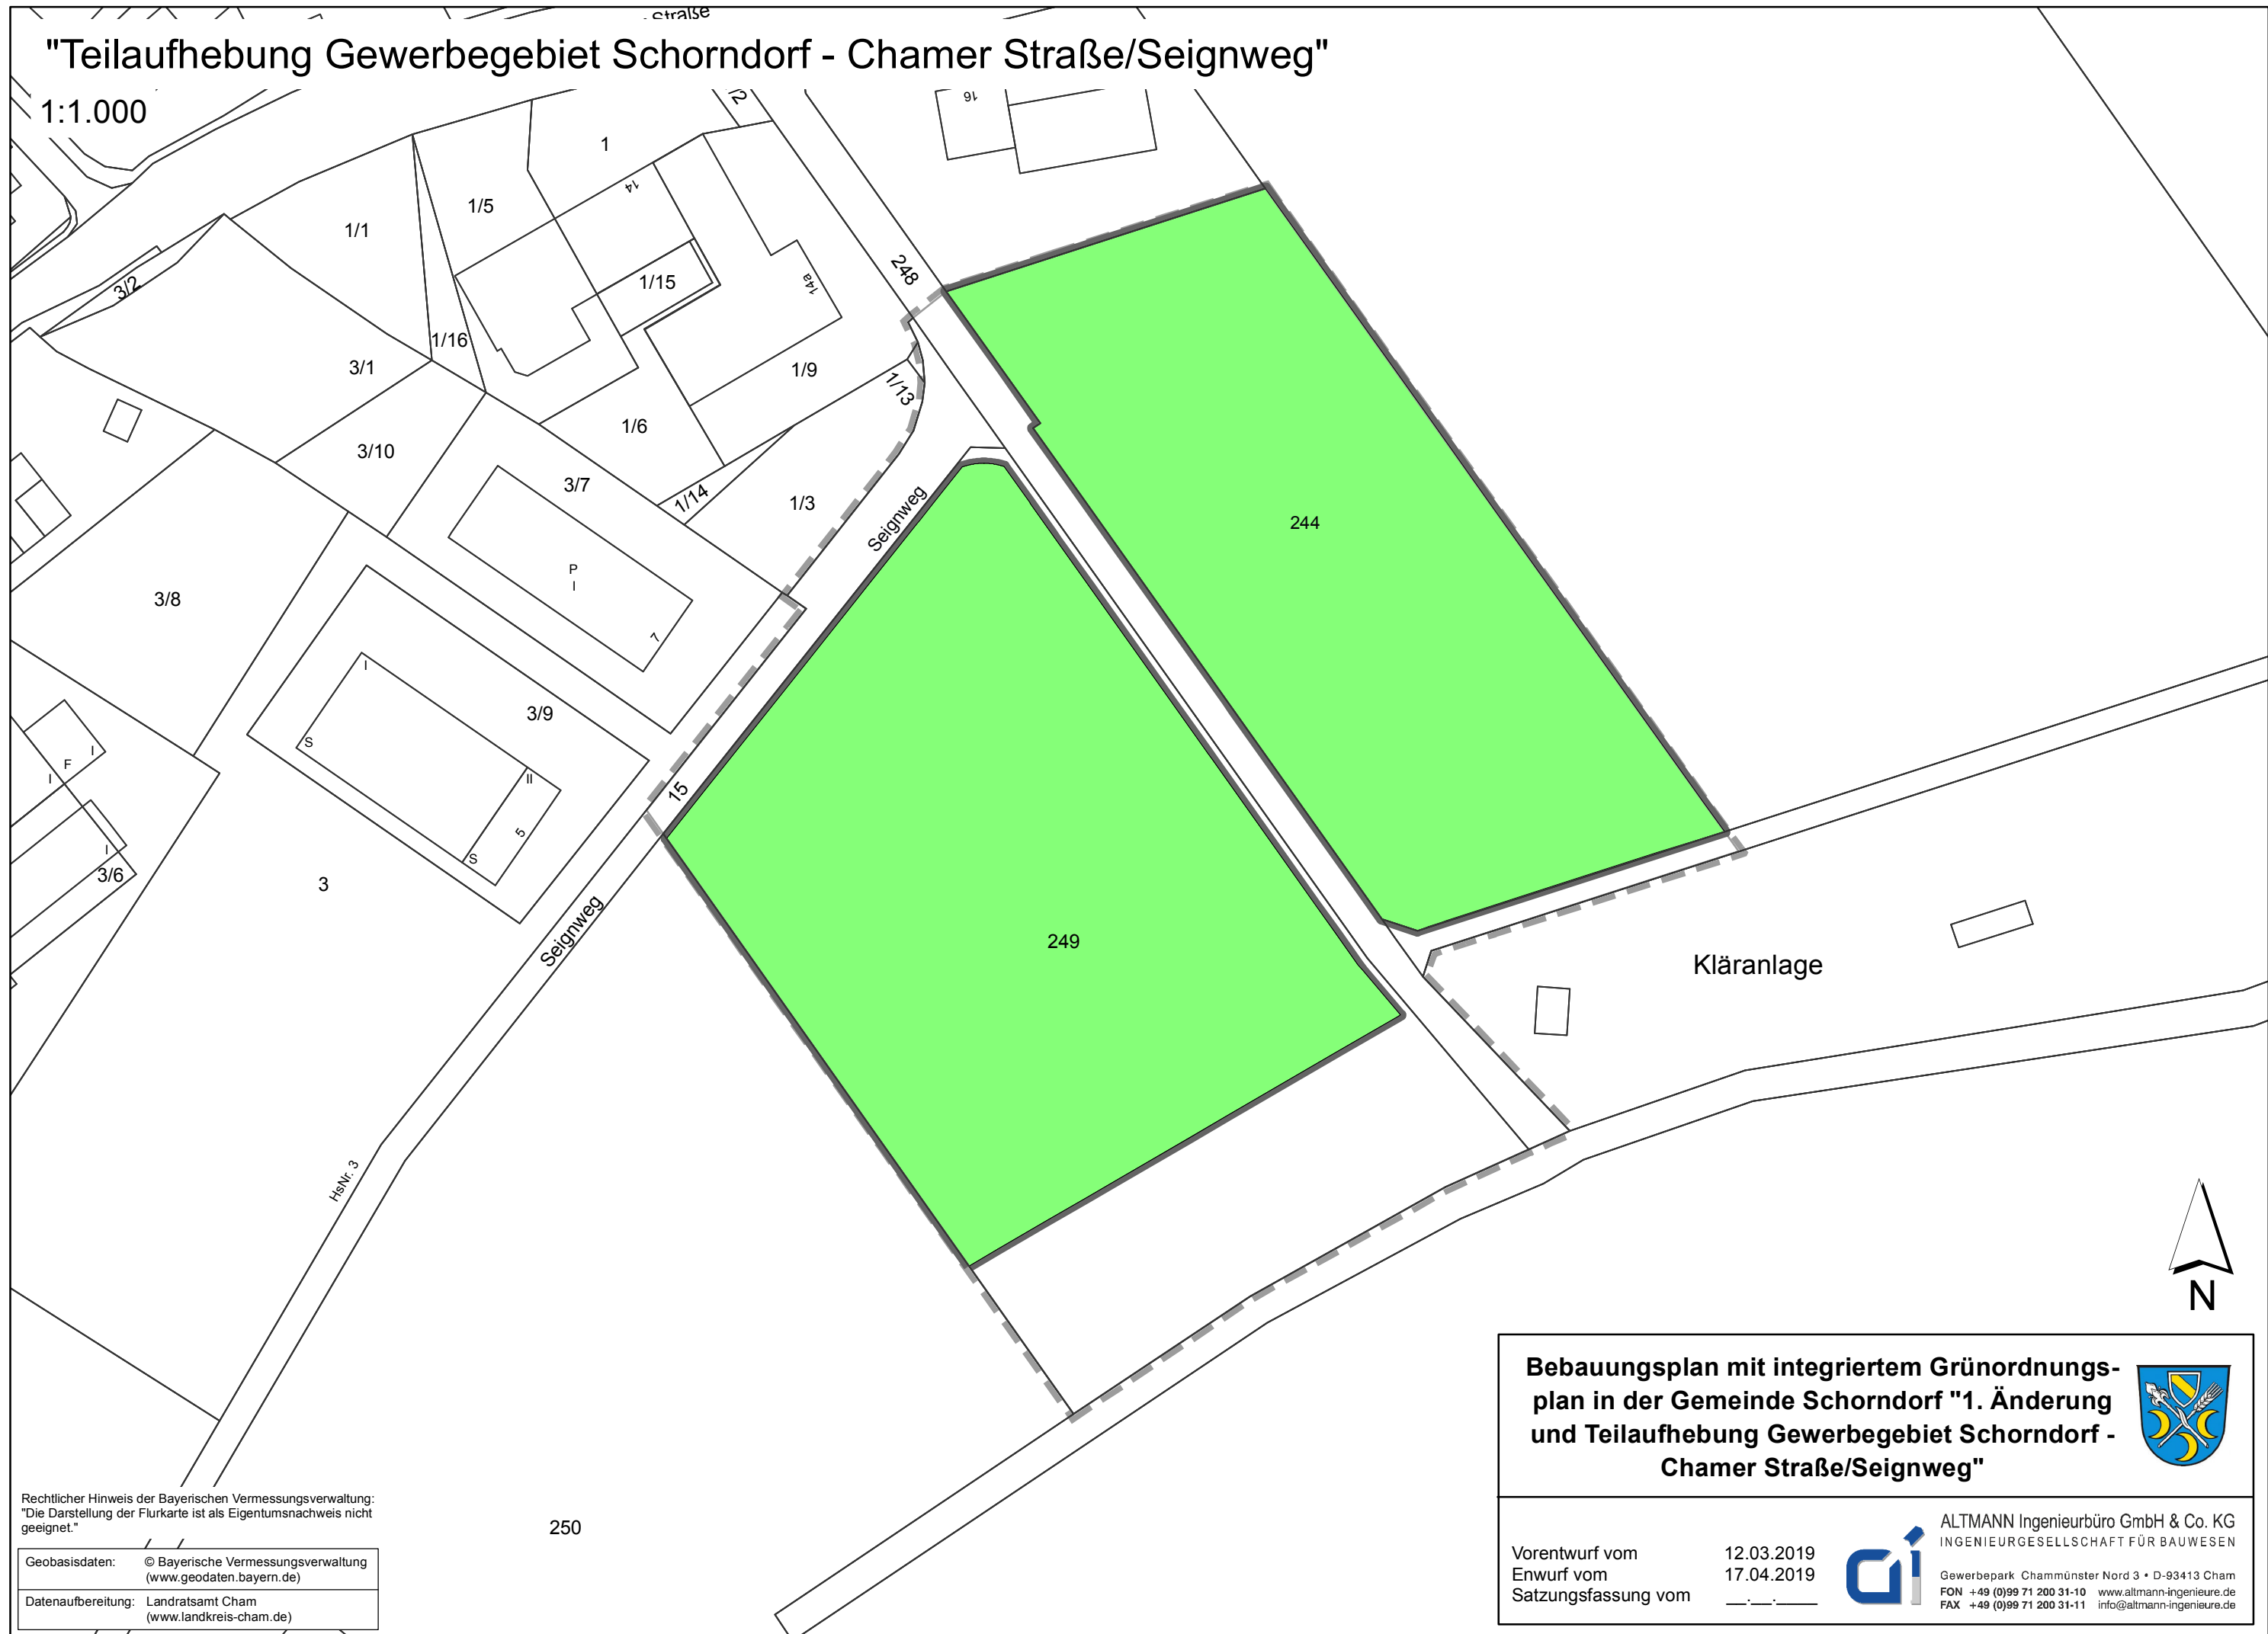 Straße
"Teilaufhebung Gewerbegebiet Schorndorf - Chamer Straße/Seignweg"
1:1.000
16
1
14
1/5
1/1
248
1/15
14a
3/2
1/16
3/1
1/9
1/13
1/6
3/10
3/7
1/14
1/3
Seignweg
244
P
I
3/8
7
I
3/9
S
I
F
I
II
15
5
I
S
3/6
3
Seignweg
249
Kläranlage
HsNr. 3
N
250
Bebauungsplan mit integriertem Grünordnungs-
plan in der Gemeinde Schorndorf "1. Änderung
und Teilaufhebung Gewerbegebiet Schorndorf -
Chamer Straße/Seignweg"
Rechtlicher Hinweis der Bayerischen Vermessungsverwaltung:
"Die Darstellung der Flurkarte ist als Eigentumsnachweis nicht
geeignet."
Geobasisdaten: © Bayerische Vermessungsverwaltung
(www.geodaten.bayern.de)
Datenaufbereitung: Landratsamt Cham
(www.landkreis-cham.de)
Vorentwurf vom 12.03.2019
Enwurf vom 17.04.2019
Satzungsfassung vom __.__.____
ALTMANN Ingenieurbüro GmbH & Co. KG
INGENIEURGESELLSCHAFT FÜR BAUWESEN
Gewerbepark Chammünster Nord 3 • D-93413 Cham
FON +49 (0)99 71 200 31-10 www.altmann-ingenieure.de
FAX +49 (0)99 71 200 31-11 info@altmann-ingenieure.de